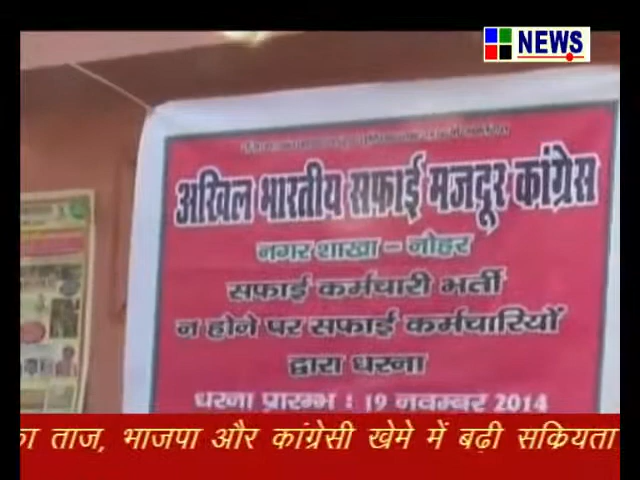 NEWS
अखिल भारतीय सफाई मजदूर कांग्रेस
नगर शाखा - नोहर
सफाई कर्मचारी भर्ती
न होने पर सफाई कर्मचारियों
द्वारा धरना
धरना प्रारम्भ : 19 नवम्बर 2014
का ताज, भाजपा और कांग्रेसी खेमे में बढ़ी सकियता